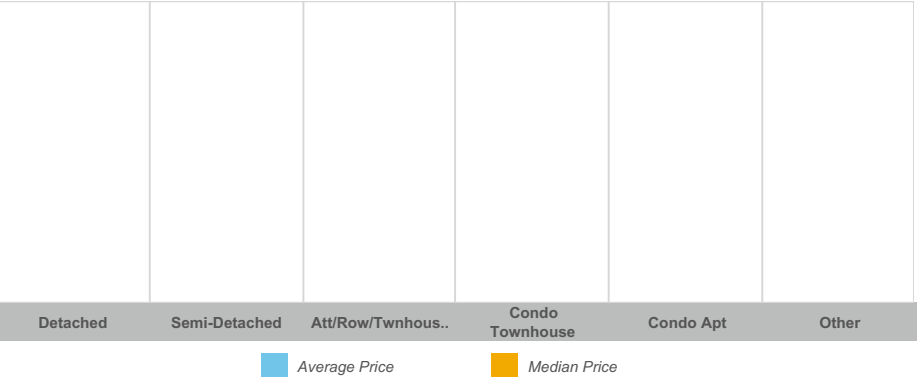 Detached
Semi-Detached
Att/Row/Twnhous..
Condo
Townhouse
Condo Apt
Other
Average Price
Median Price